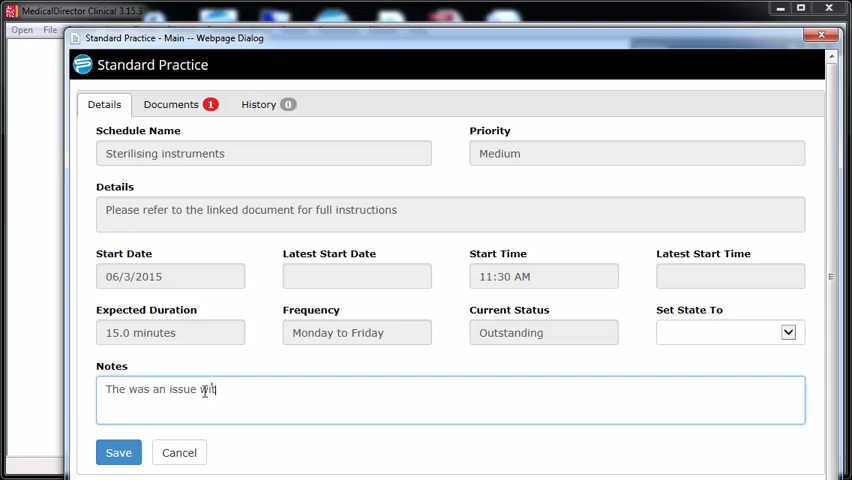 MedicalDirector Clinical 3.15.3
Open File
Standard Practice - Main -- Webpage Dialog
Standard Practice
Details Documents 1 History 0
Schedule Name Priority
Sterilising instruments Medium
Details
Please refer to the linked document for full instructions
Start Date Latest Start Date Start Time Latest Start Time
06/3/2015 11:30 AM
Expected Duration Frequency Current Status Set State To
15.0 minutes Monday to Friday Outstanding
Notes
The was an issue wit
Save Cancel